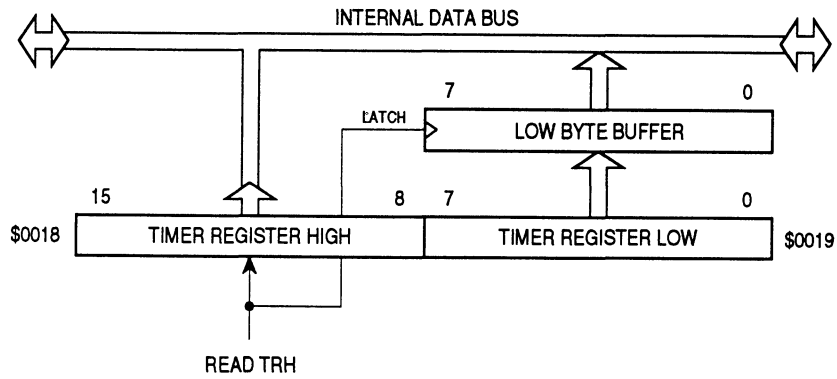 INTERNAL DATA BUS
7 0
LATCH
LOW BYTE BUFFER
15 8 7 0
$0018 TIMER REGISTER HIGH TIMER REGISTER LOW $0019
READ TRH